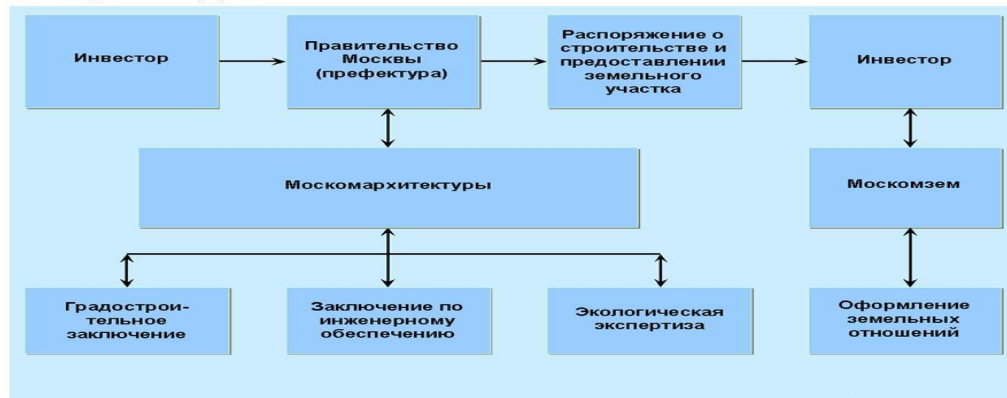 Инвестор
Правительство
Москвы
(префектура)
Распоряжение о
строительстве и
предоставлении
земельного
участка
Инвестор
Москомархитектуры
Москомзем
Градострои-
тельное
заключение
Заключение по
инженерному
обеспечению
Экологическая
экспертиза
Оформление
земельных
отношений